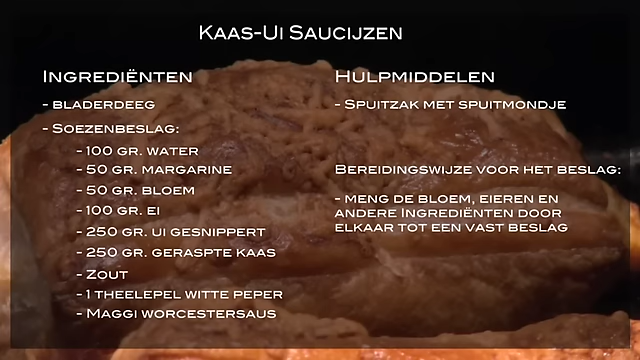 Kaas-Ui Saucijzen
Ingrediënten
- bladerdeeg
- Soezenbeslag:
- 100 gr. water
- 50 gr. margarine
- 50 gr. bloem
- 100 gr. ei
- 250 gr. ui gesnippert
- 250 gr. geraspte kaas
- Zout
- 1 theelepel witte peper
- Maggi worcestersaus
Hulpmiddelen
- Spuitzak met spuitmondje
Bereidingswijze voor het beslag:
- meng de bloem, eieren en
andere Ingrediënten door
elkaar tot een vast beslag